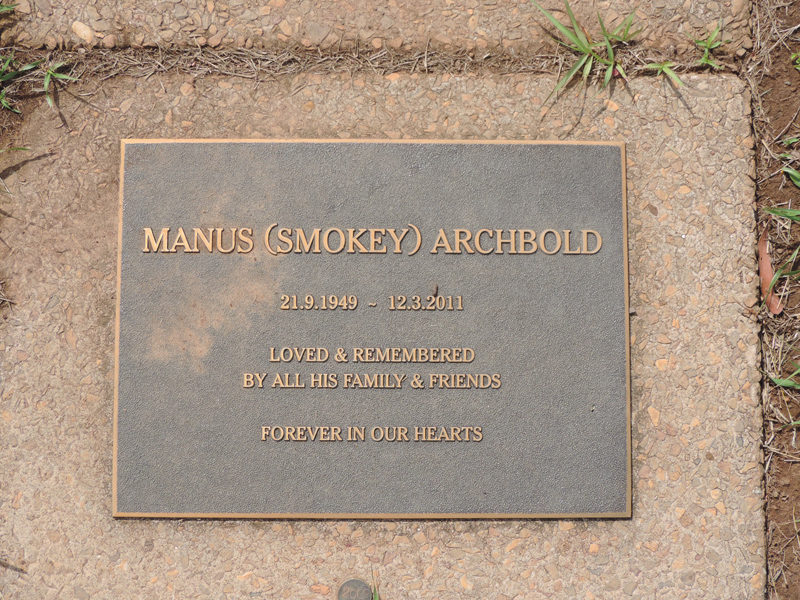 MANUS (SMOKEY) ARCHBOLD
21.9.1949 ~ 12.3.2011
LOVED & REMEMBERED
BY ALL HIS FAMILY & FRIENDS
FOREVER IN OUR HEARTS